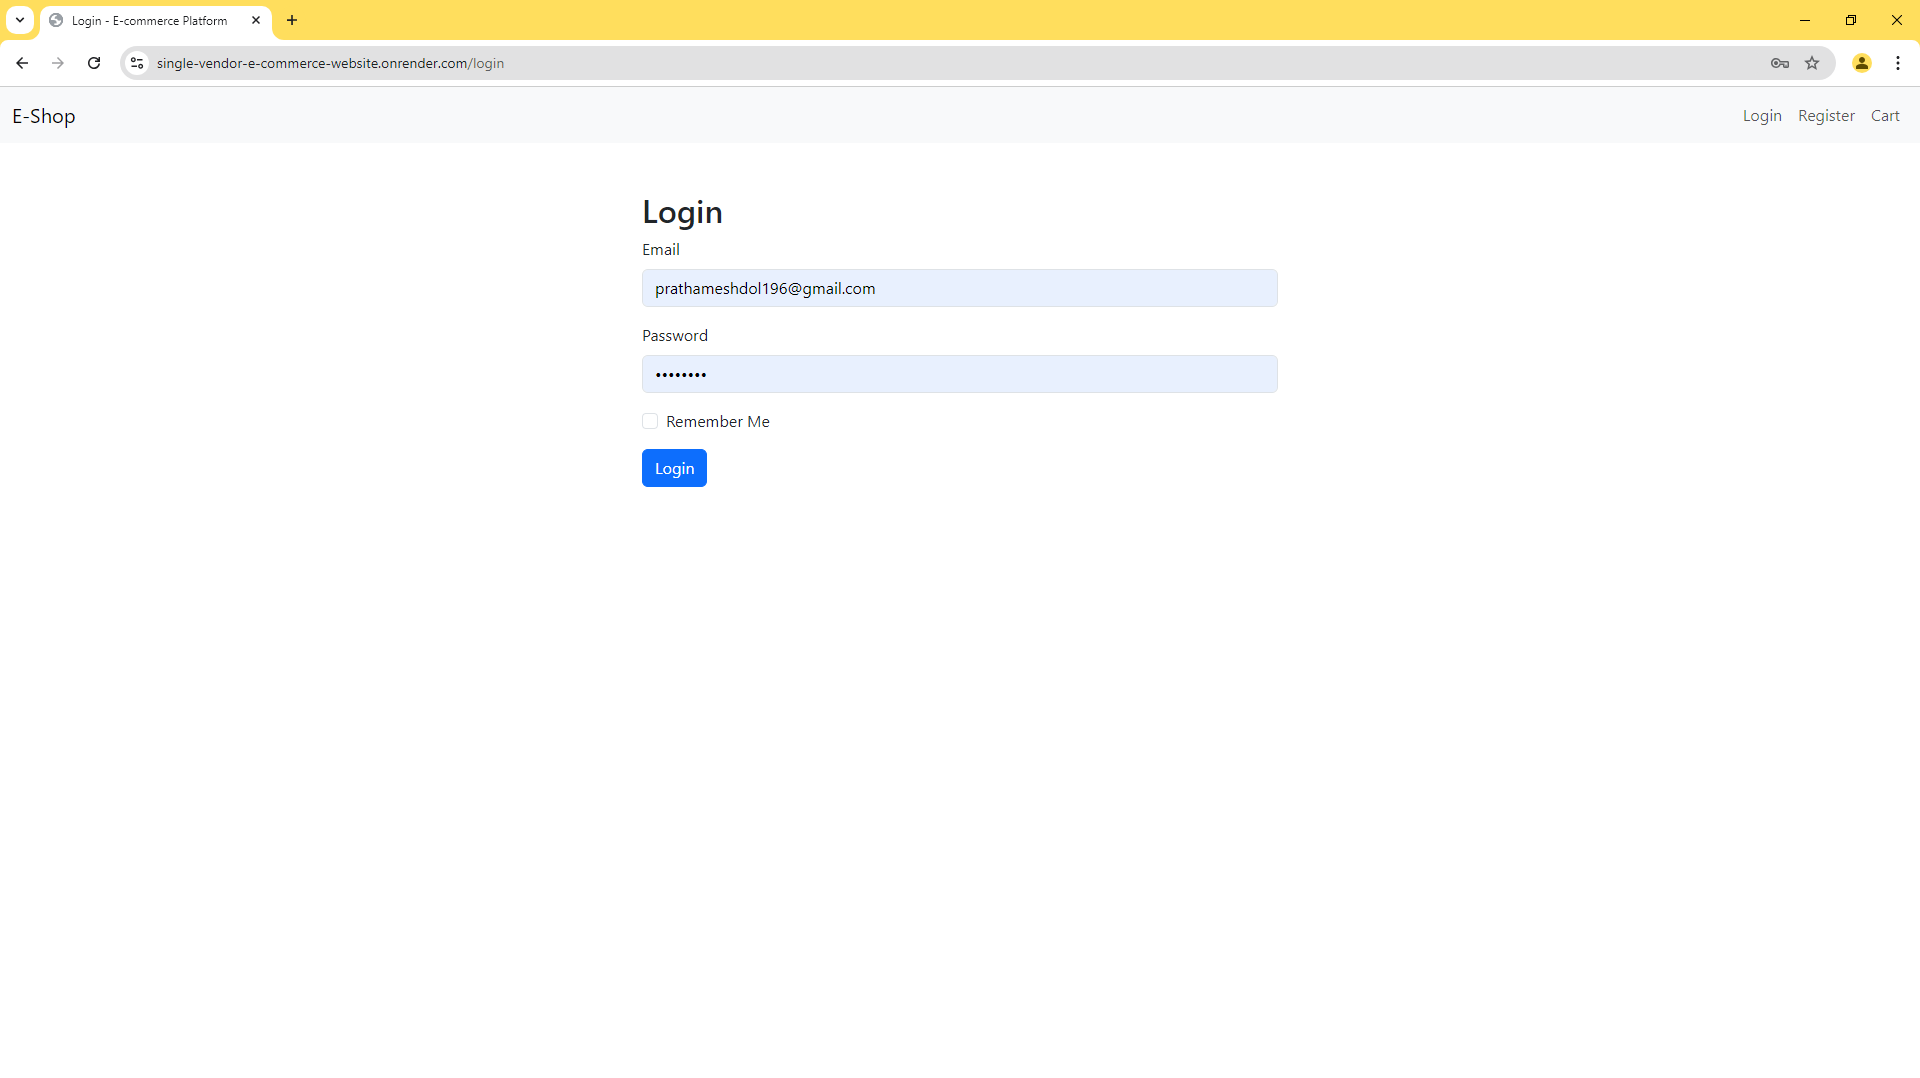 Login - E-commerce Platform
single-vendor-e-commerce-website.onrender.com/login
E-Shop
Login Register Cart
Login
Email
prathameshdol196@gmail.com
Password
••••••••
Remember Me
Login